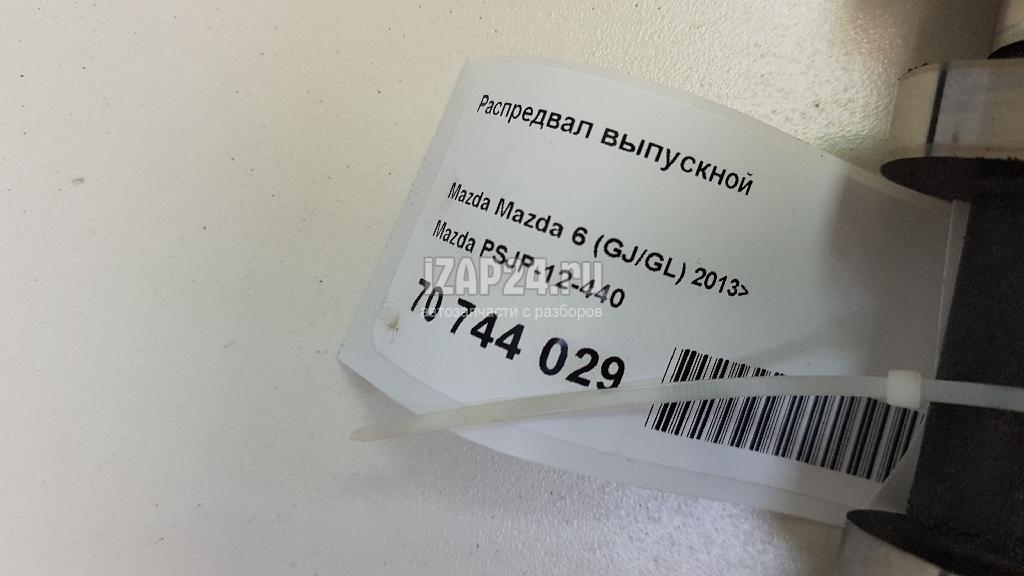 Распредвал выпускной
Mazda Mazda 6 (GJ/GL) 2013>
Mazda PSJP-12-440
iZAP24.ru
автозапчасти с разборов
70 744 029